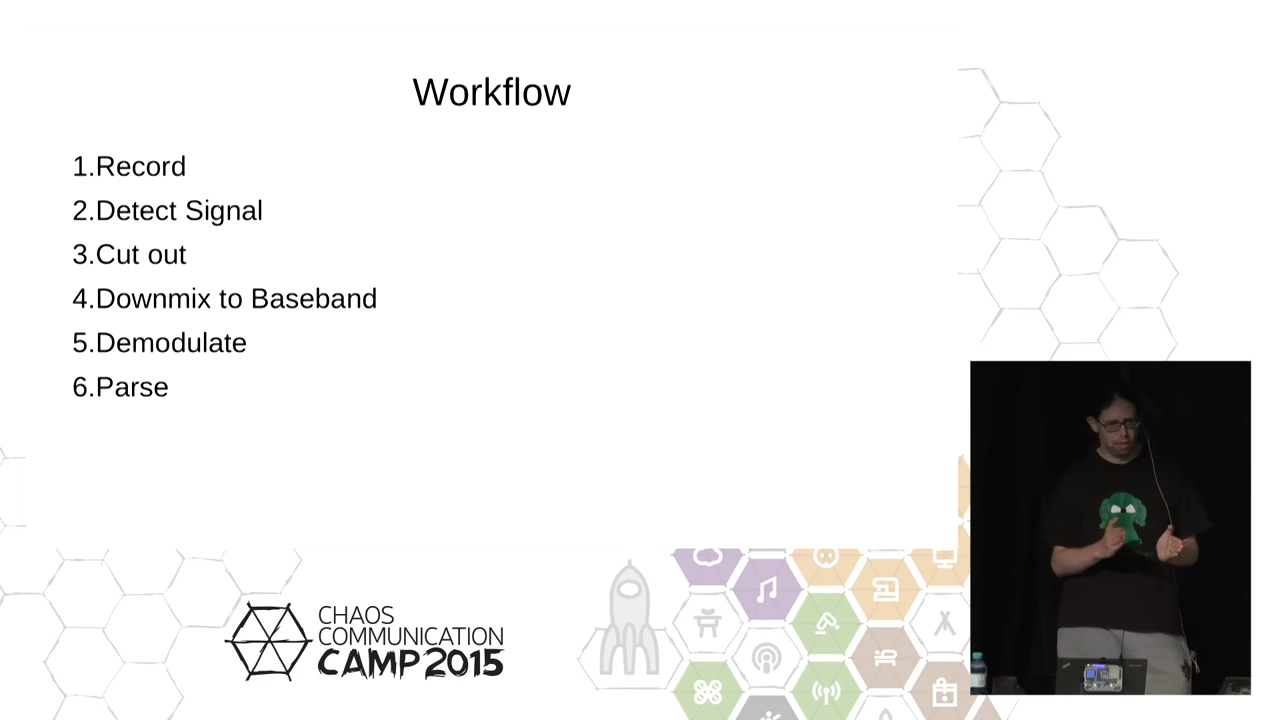 Workflow
1.Record
2.Detect Signal
3.Cut out
4.Downmix to Baseband
5.Demodulate
6.Parse
CHAOS
COMMUNICATION
CAMP 2015